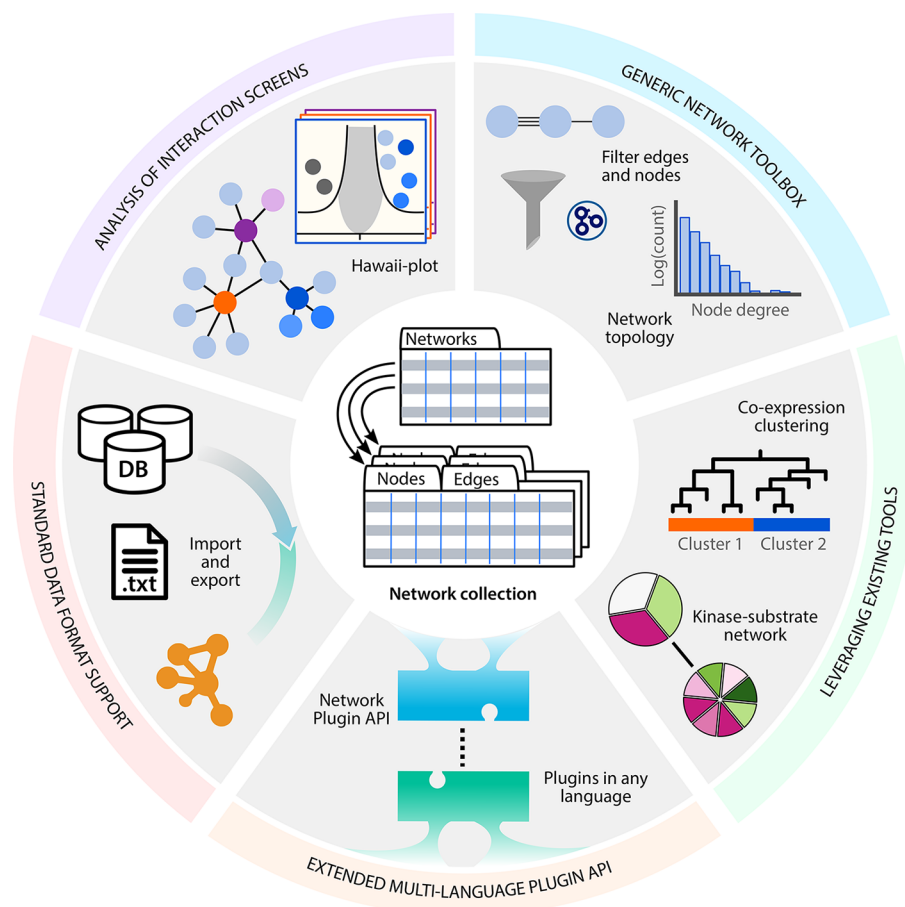 ANALYSIS OF INTERACTION SCREENS
Hawaii-plot
GENERIC NETWORK TOOLBOX
Filter edges
and nodes
Log(count)
Node degree
Network
topology
LEVERAGING EXISTING TOOLS
Co-expression
clustering
Cluster 1
Cluster 2
Kinase-substrate
network
EXTENDED MULTI-LANGUAGE PLUGIN API
Network
Plugin API
Plugins in any
language
STANDARD DATA FORMAT SUPPORT
DB
.txt
Import
and
export
Networks
Nodes
Edges
Network collection